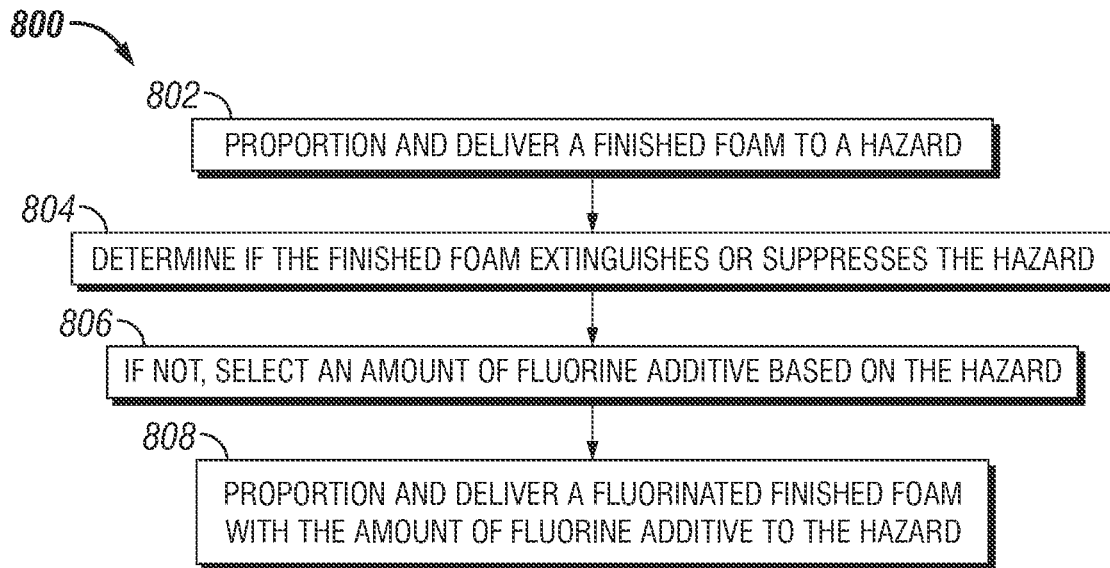 800
802
PROPORTION AND DELIVER A FINISHED FOAM TO A HAZARD
804
DETERMINE IF THE FINISHED FOAM EXTINGUISHES OR SUPPRESSES THE HAZARD
806
IF NOT, SELECT AN AMOUNT OF FLUORINE ADDITIVE BASED ON THE HAZARD
808
PROPORTION AND DELIVER A FLUORINATED FINISHED FOAM
WITH THE AMOUNT OF FLUORINE ADDITIVE TO THE HAZARD